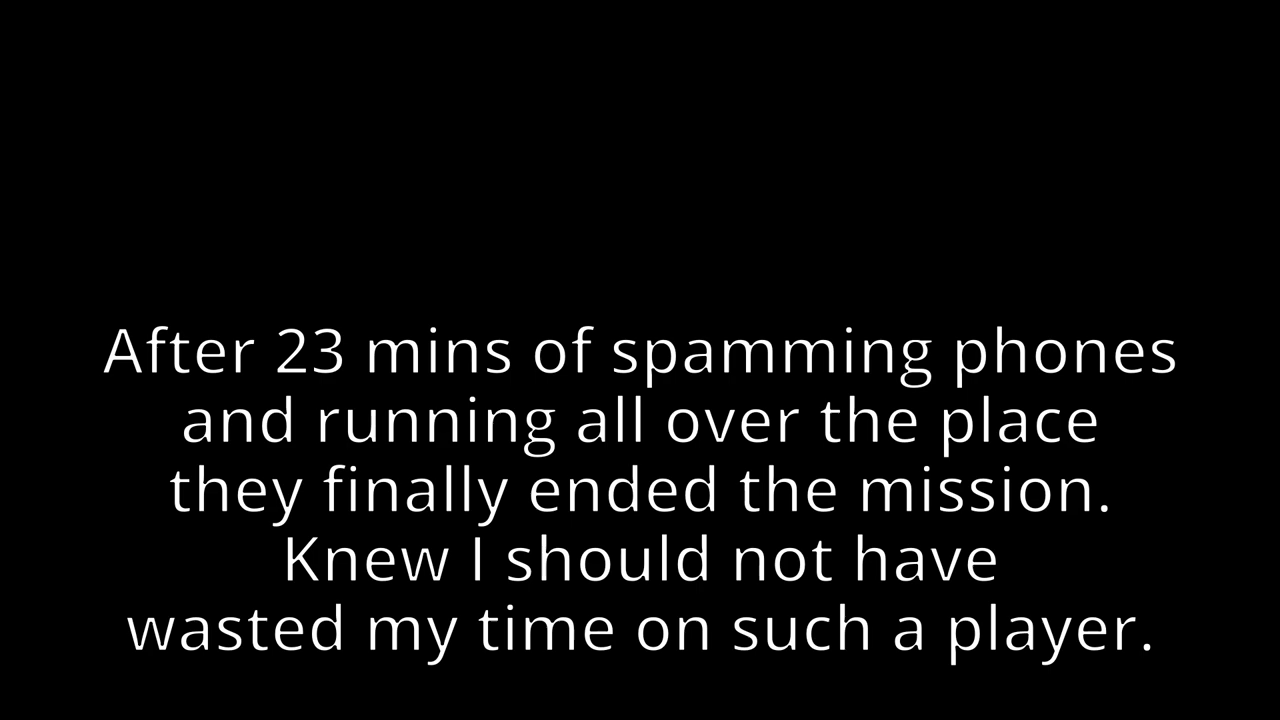 After 23 mins of spamming phones
and running all over the place
they finally ended the mission.
Knew I should not have
wasted my time on such a player.